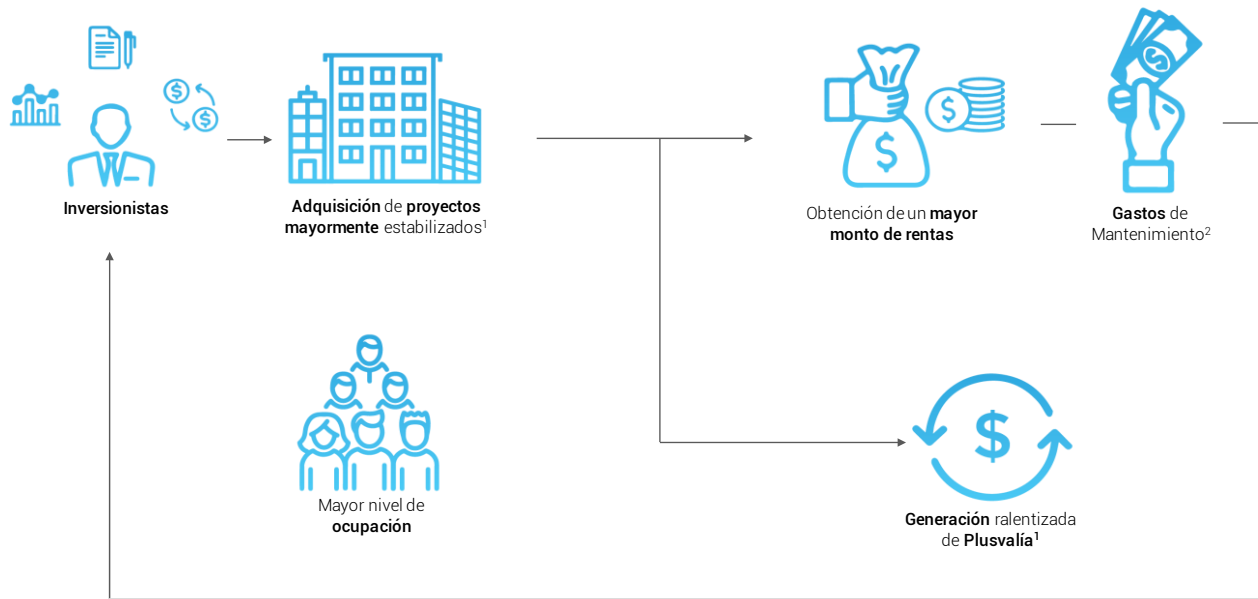 Inversionistas
Adquisición de proyectos
mayormente estabilizados¹
Obtención de un mayor
monto de rentas
Gastos de
Mantenimiento²
Mayor nivel de
ocupación
Generación ralentizada
de Plusvalía¹